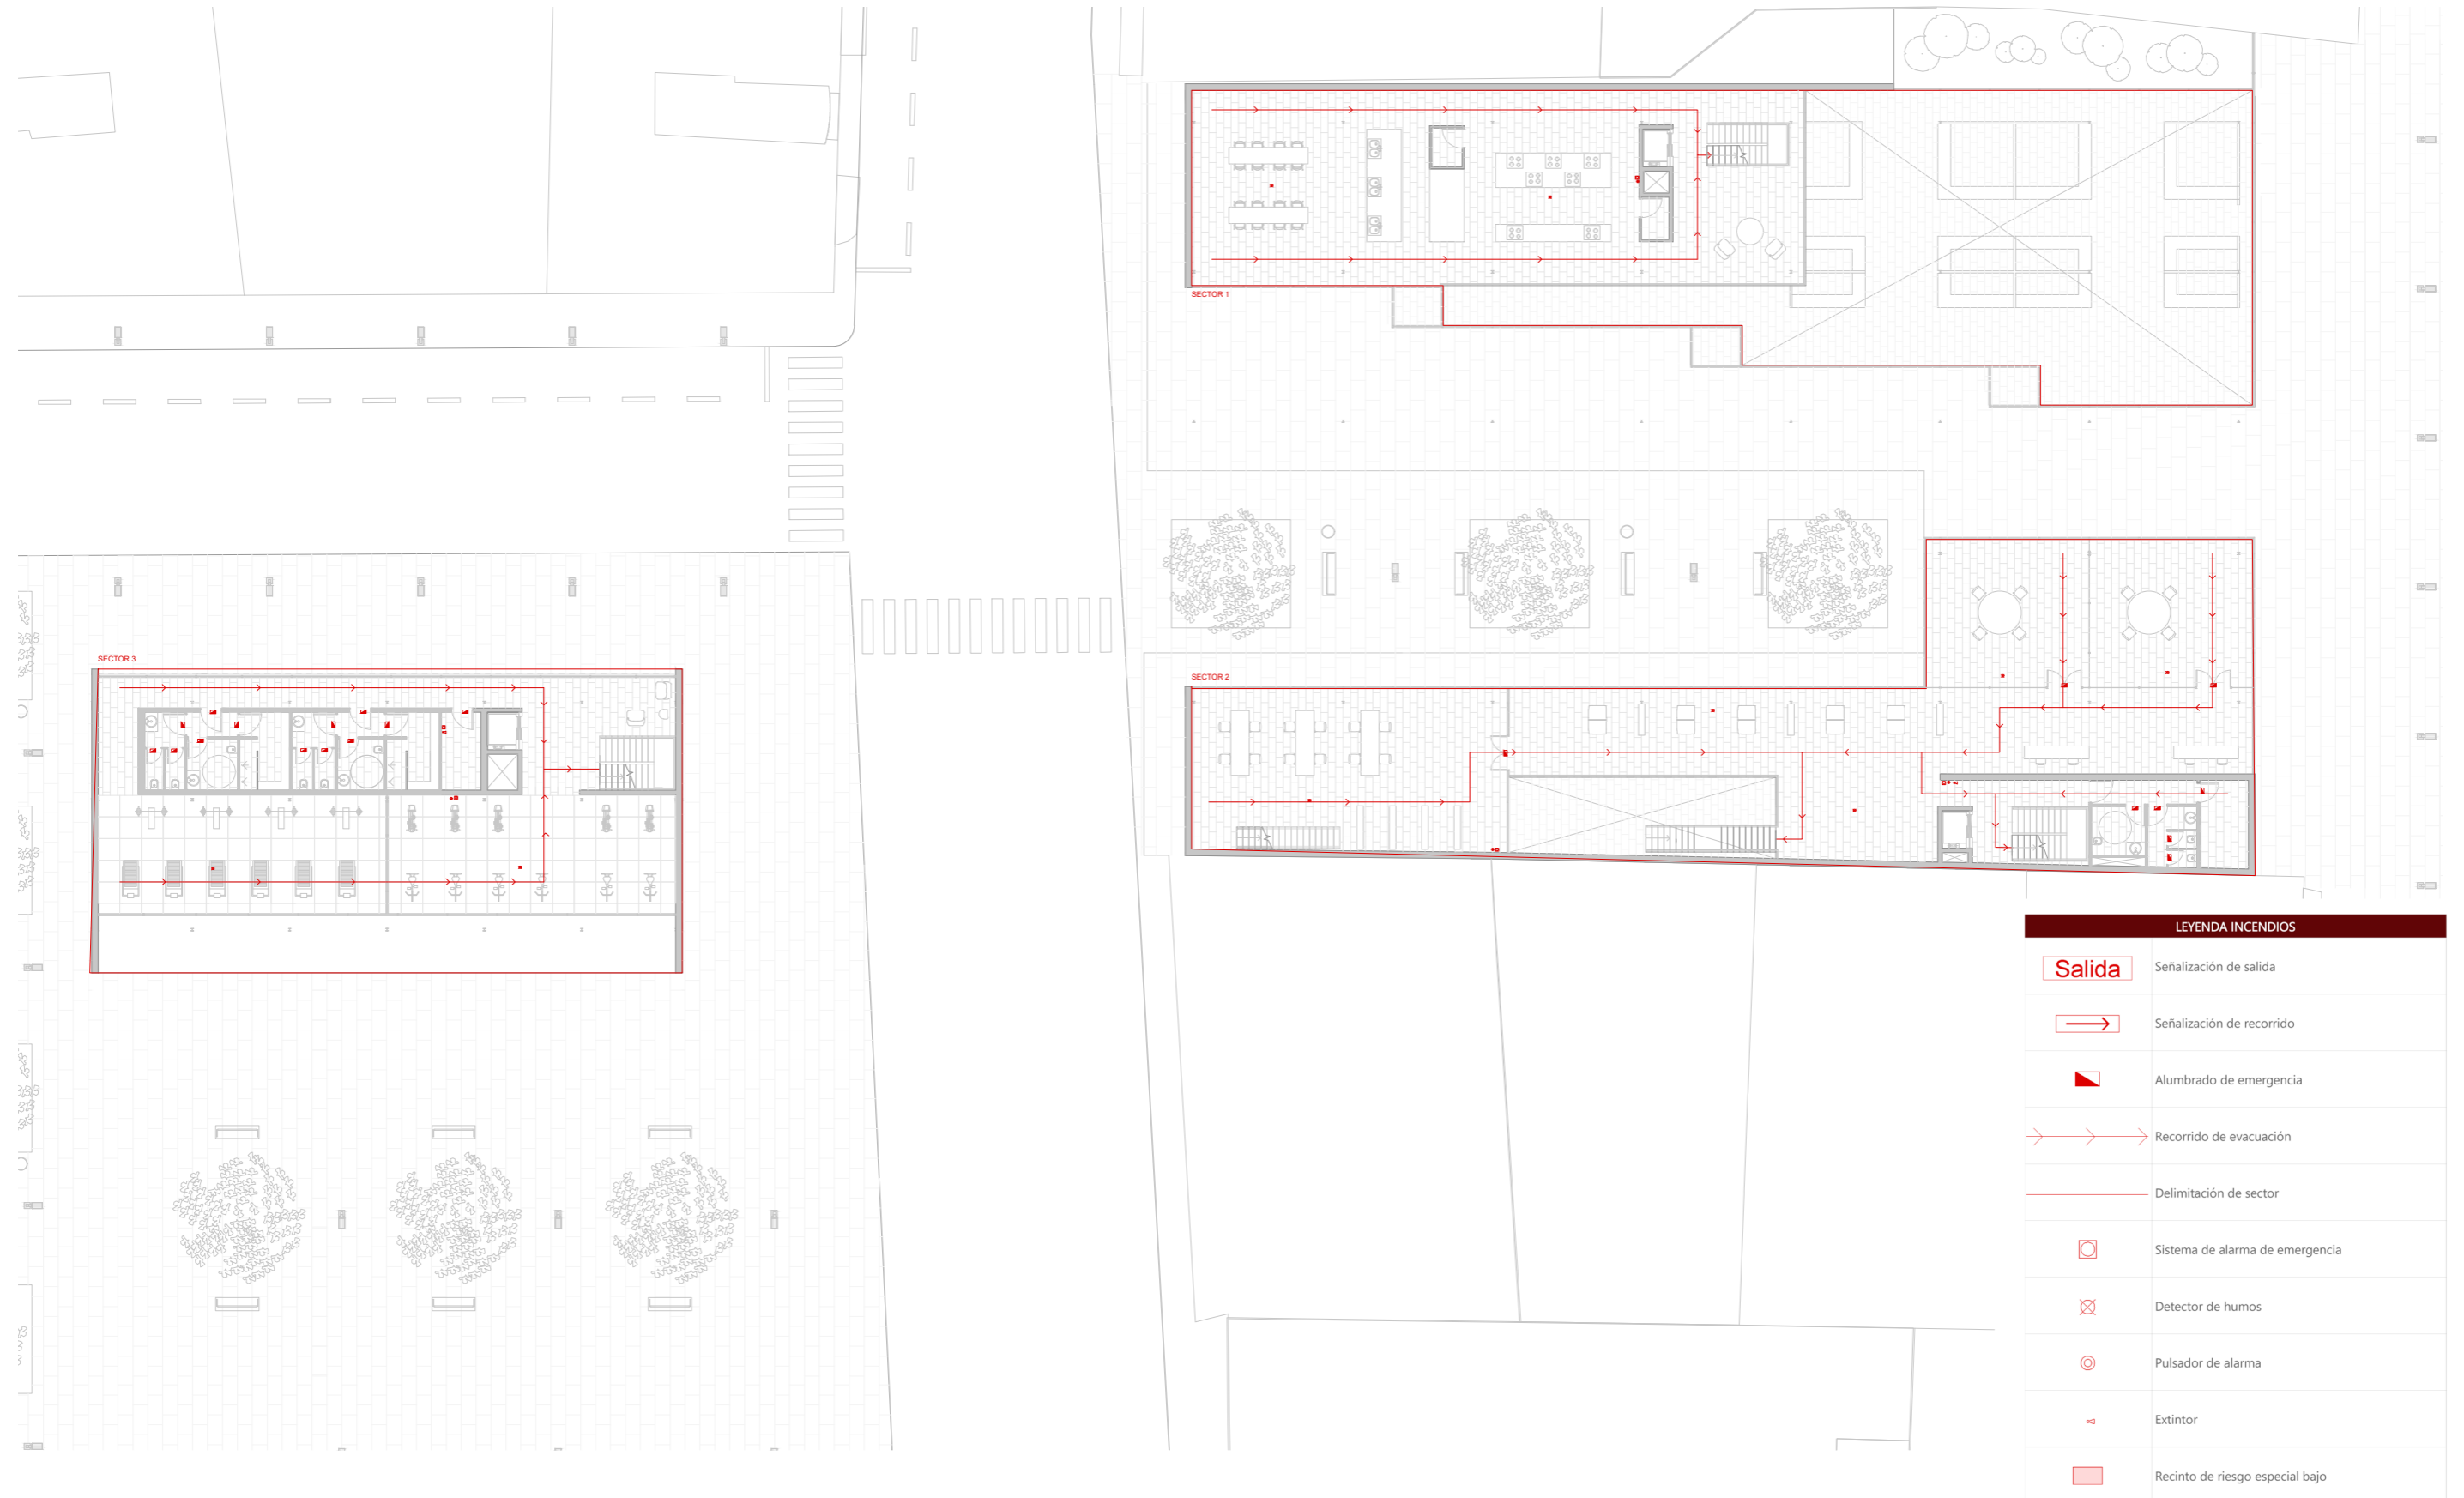 SECTOR 1
SECTOR 3
SECTOR 2
LEYENDA INCENDIOS
Salida Señalización de salida
Señalización de recorrido
Alumbrado de emergencia
Recorrido de evacuación
Delimitación de sector
Sistema de alarma de emergencia
Detector de humos
Pulsador de alarma
Extintor
Recinto de riesgo especial bajo